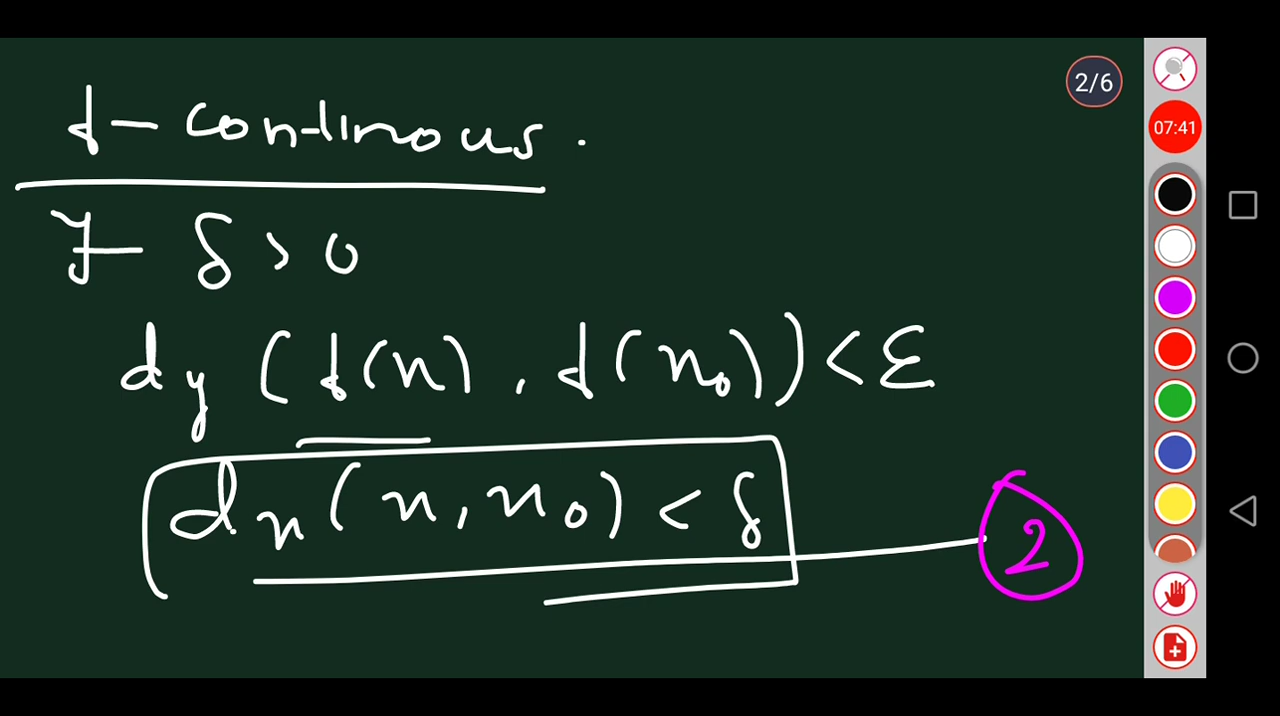 f - continous.
2/6
07:41
∃ δ > 0
dy (f(x), f(x₀)) < ε
dx (x, x₀) < δ
2